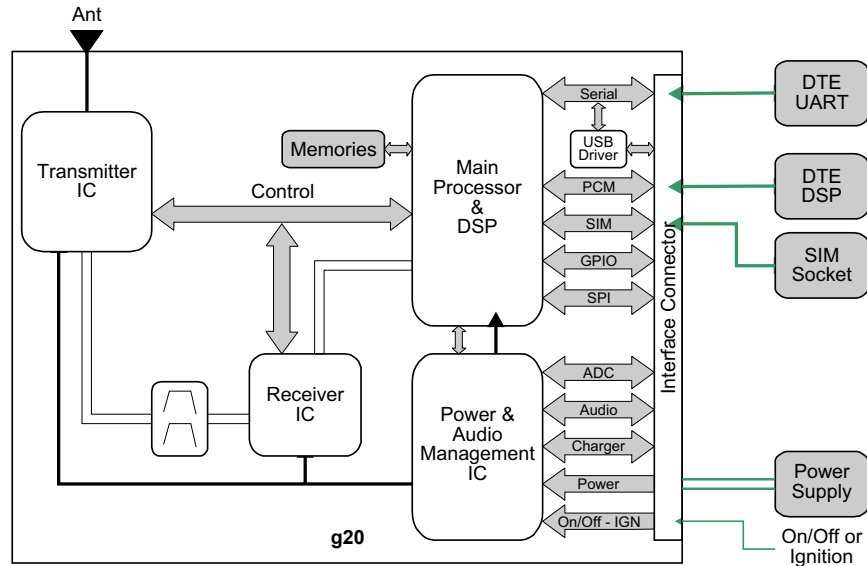 Ant
Transmitter
IC
Memories
Control
Main
Processor
&
DSP
Serial
USB
Driver
PCM
SIM
GPIO
SPI
Interface Connector
DTE
UART
DTE
DSP
SIM
Socket
Receiver
IC
Power &
Audio
Management
IC
ADC
Audio
Charger
Power
On/Off - IGN
Power
Supply
On/Off or
Ignition
g20